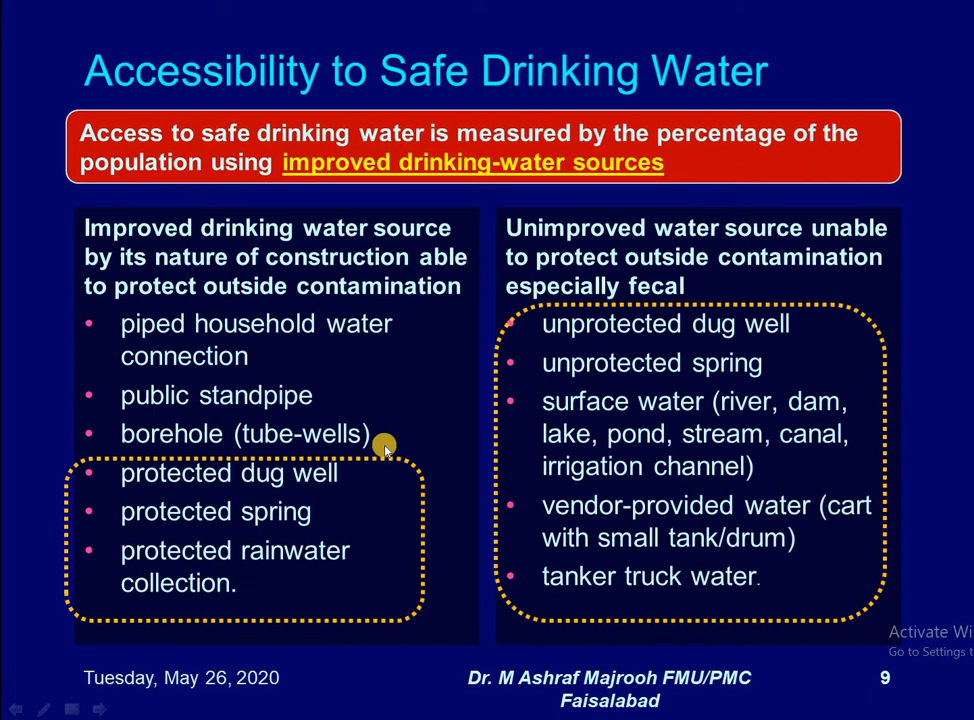 Accessibility to Safe Drinking Water
Access to safe drinking water is measured by the percentage of the
population using improved drinking-water sources
Improved drinking water source
by its nature of construction able
to protect outside contamination
• piped household water
connection
• public standpipe
• borehole (tube-wells)
• protected dug well
• protected spring
• protected rainwater
collection.
Unimproved water source unable
to protect outside contamination
especially fecal
• unprotected dug well
• unprotected spring
• surface water (river, dam,
lake, pond, stream, canal,
irrigation channel)
• vendor-provided water (cart
with small tank/drum)
• tanker truck water.
Activate Wi
Go to Settings t
Tuesday, May 26, 2020
Dr. M Ashraf Majrooh FMU/PMC
Faisalabad
9